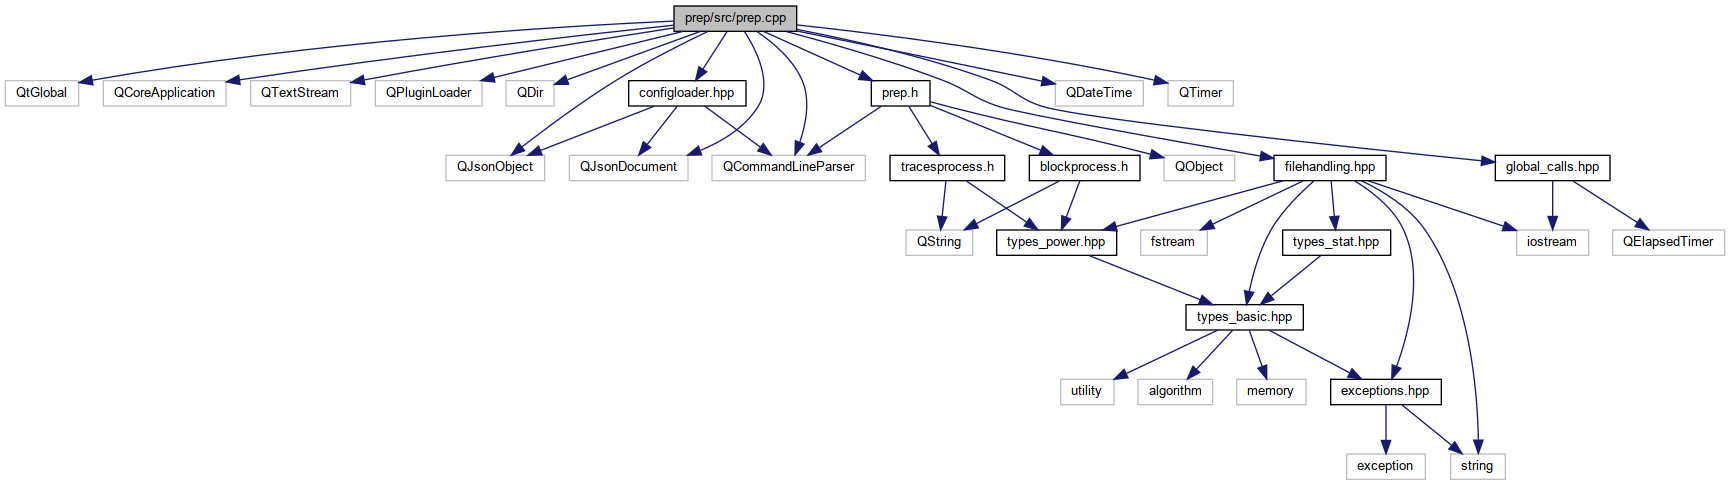 prep/src/prep.cpp
QtGlobal
QCoreApplication
QTextStream
QPluginLoader
QDir
configloader.hpp
prep.h
QDateTime
QTimer
QJsonObject
QJsonDocument
QCommandLineParser
tracesprocess.h
blockprocess.h
QObject
filehandling.hpp
global_calls.hpp
QString
types_power.hpp
fstream
types_stat.hpp
iostream
QElapsedTimer
types_basic.hpp
utility
algorithm
memory
exceptions.hpp
exception
string